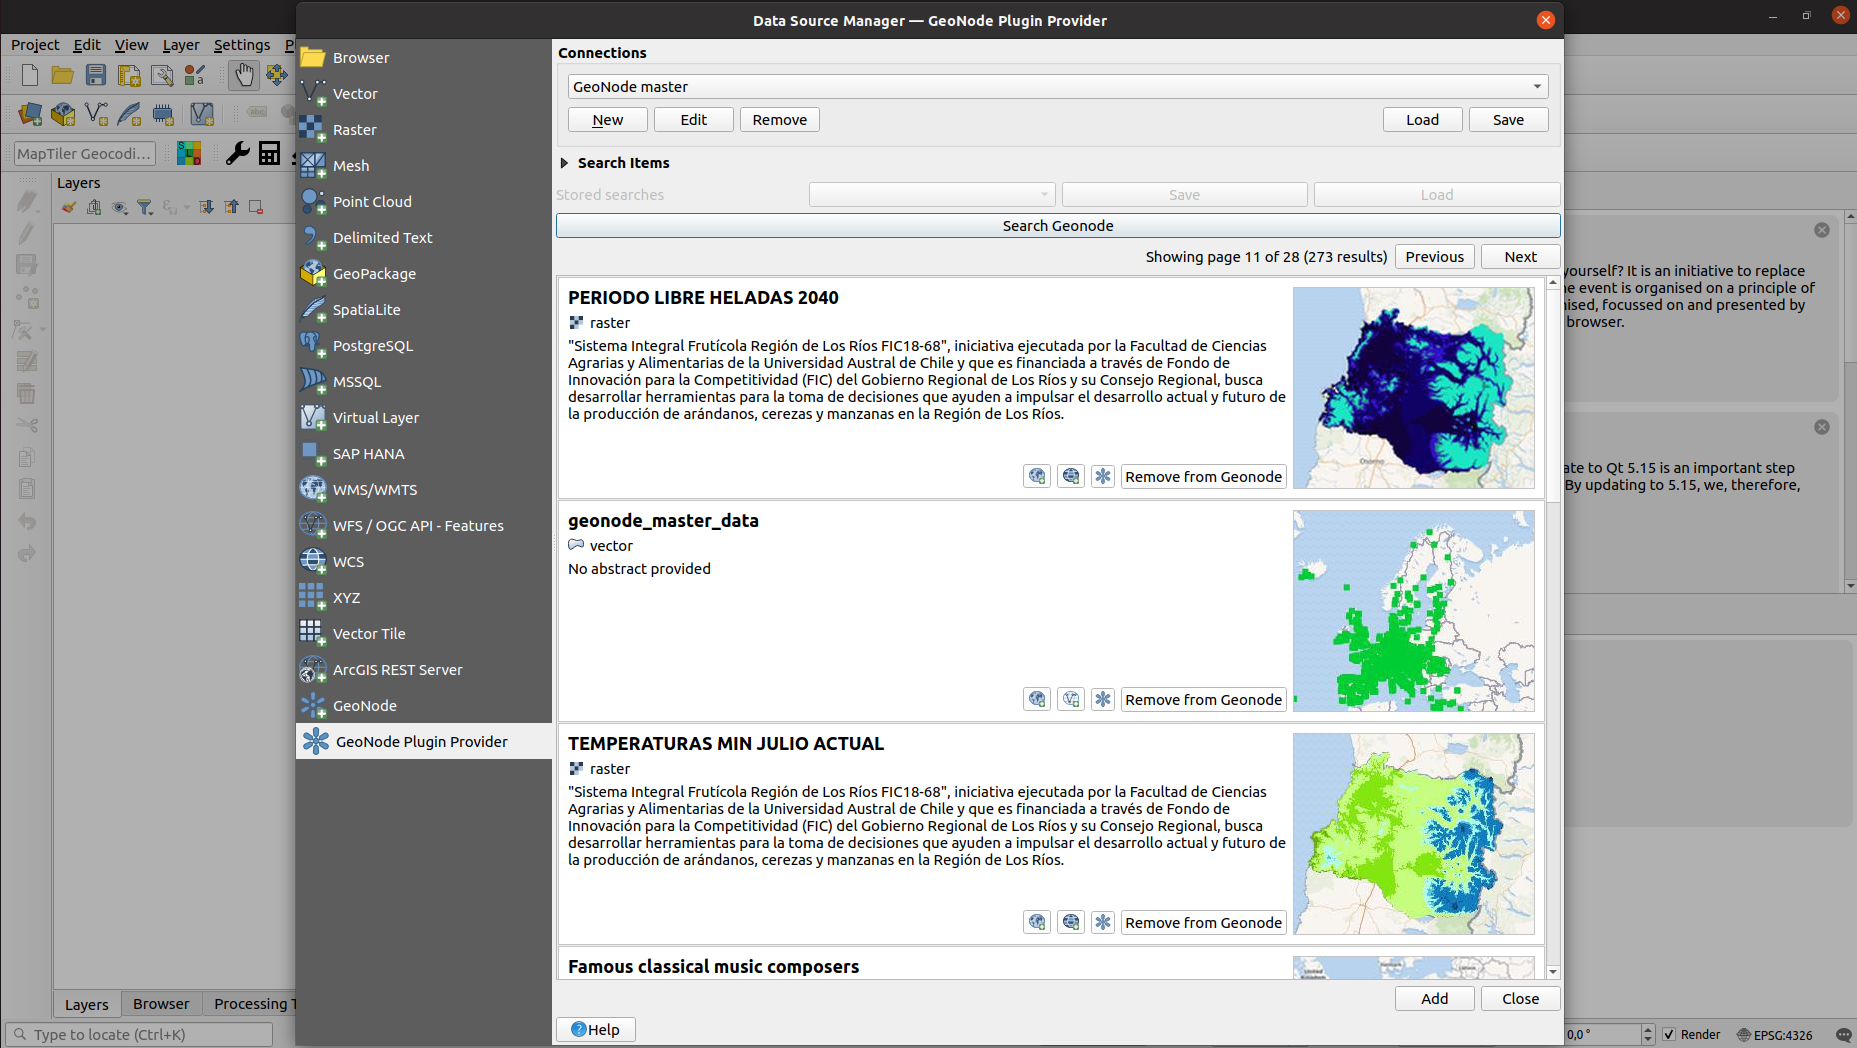 Data Source Manager — GeoNode Plugin Provider
Project Edit View Layer Settings P
MapTiler Geocodi...
Layers
Layers Browser Processing T
Type to locate (Ctrl+K)
Browser
Vector
Raster
Mesh
Point Cloud
Delimited Text
GeoPackage
SpatiaLite
PostgreSQL
MSSQL
Virtual Layer
SAP HANA
WMS/WMTS
WFS / OGC API - Features
WCS
XYZ
Vector Tile
ArcGIS REST Server
GeoNode
GeoNode Plugin Provider
Connections
GeoNode master
New Edit Remove Load Save
Search Items
Stored searches Save Load
Search Geonode
Showing page 11 of 28 (273 results) Previous Next
PERIODO LIBRE HELADAS 2040
raster
"Sistema Integral Frutícola Región de Los Ríos FIC18-68", iniciativa ejecutada por la Facultad de Ciencias
Agrarias y Alimentarias de la Universidad Austral de Chile y que es financiada a través de Fondo de
Innovación para la Competitividad (FIC) del Gobierno Regional de Los Ríos y su Consejo Regional, busca
desarrollar herramientas para la toma de decisiones que ayuden a impulsar el desarrollo actual y futuro de
la producción de arándanos, cerezas y manzanas en la Región de Los Ríos.
Remove from Geonode
geonode_master_data
vector
No abstract provided
Remove from Geonode
TEMPERATURAS MIN JULIO ACTUAL
raster
"Sistema Integral Frutícola Región de Los Ríos FIC18-68", iniciativa ejecutada por la Facultad de Ciencias
Agrarias y Alimentarias de la Universidad Austral de Chile y que es financiada a través de Fondo de
Innovación para la Competitividad (FIC) del Gobierno Regional de Los Ríos y su Consejo Regional, busca
desarrollar herramientas para la toma de decisiones que ayuden a impulsar el desarrollo actual y futuro de
la producción de arándanos, cerezas y manzanas en la Región de Los Ríos.
Remove from Geonode
Famous classical music composers
Add Close
Help
yourself? It is an initiative to replace
e event is organised on a principle of
ised, focussed on and presented by
browser.
ate to Qt 5.15 is an important step
By updating to 5.15, we, therefore,
0,0 ° Render EPSG:4326